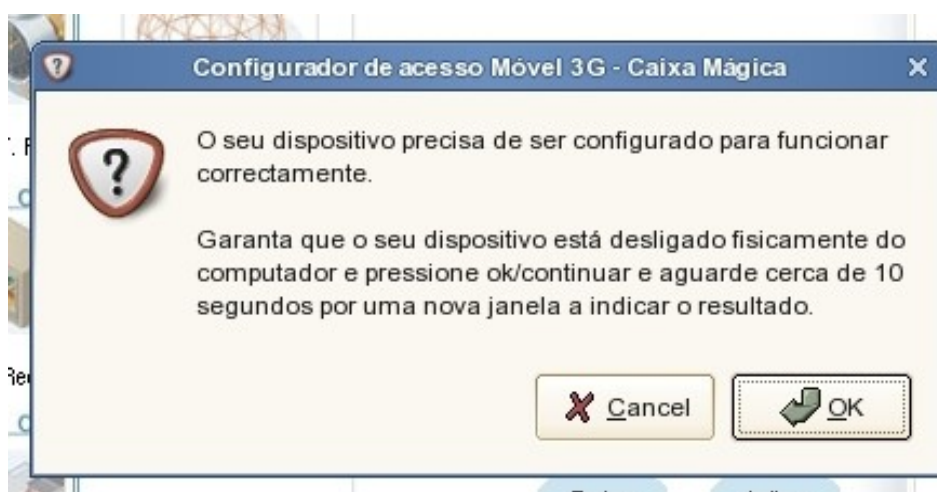 Configurador de acesso Móvel 3G - Caixa Mágica
O seu dispositivo precisa de ser configurado para funcionar
correctamente.
Garanta que o seu dispositivo está desligado fisicamente do
computador e pressione ok/continuar e aguarde cerca de 10
segundos por uma nova janela a indicar o resultado.
Cancel
OK